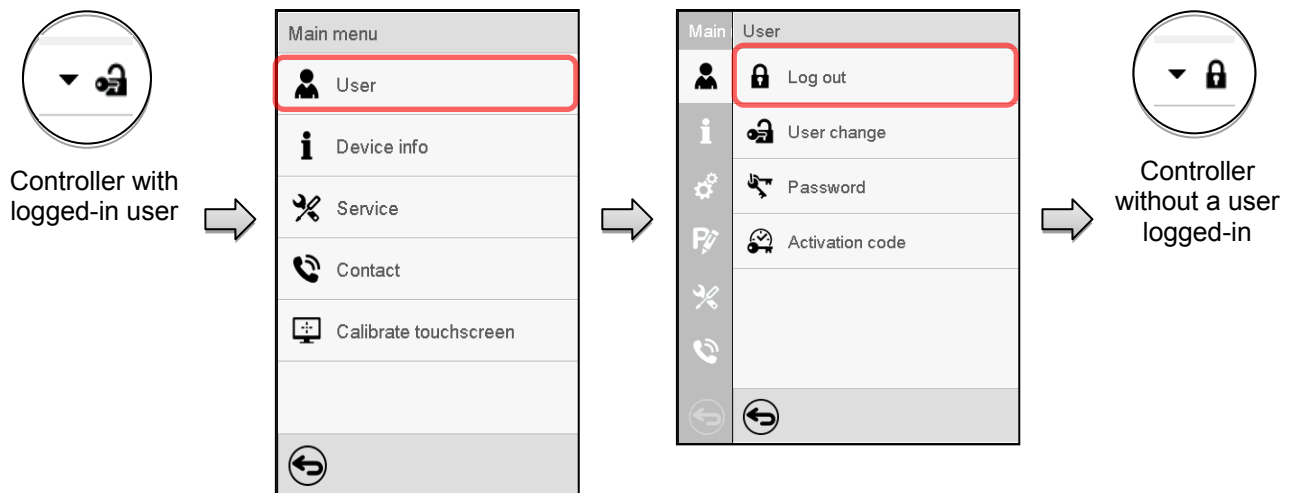 Controller with
logged-in user
Main menu
User
Device info
Service
Contact
Calibrate touchscreen
Main
User
Log out
User change
Password
Activation code
Controller
without a user
logged-in